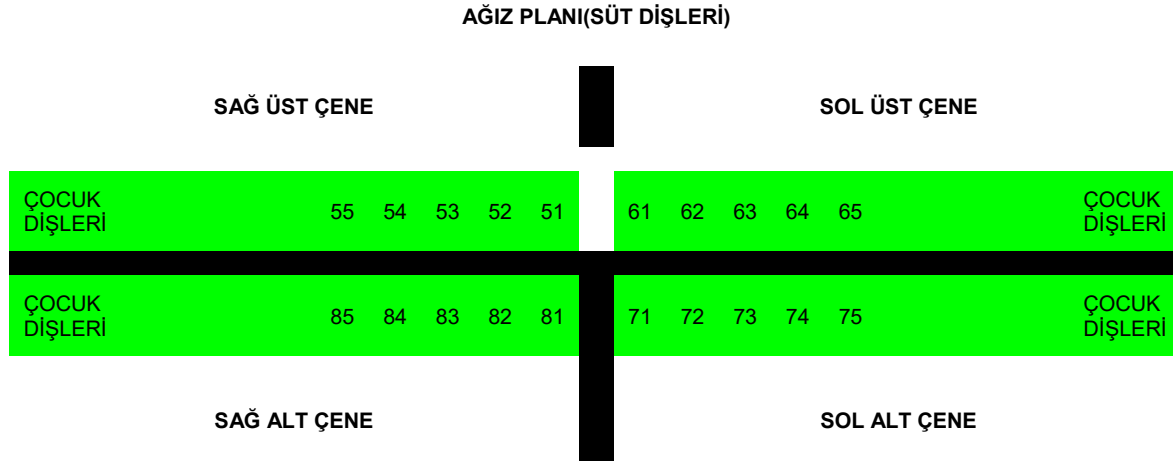 AĞIZ PLANI(SÜT DİŞLERİ)
SAĞ ÜST ÇENE SOL ÜST ÇENE
ÇOCUK DİŞLERİ 55 54 53 52 51 61 62 63 64 65 ÇOCUK DİŞLERİ
ÇOCUK DİŞLERİ 85 84 83 82 81 71 72 73 74 75 ÇOCUK DİŞLERİ
SAĞ ALT ÇENE SOL ALT ÇENE